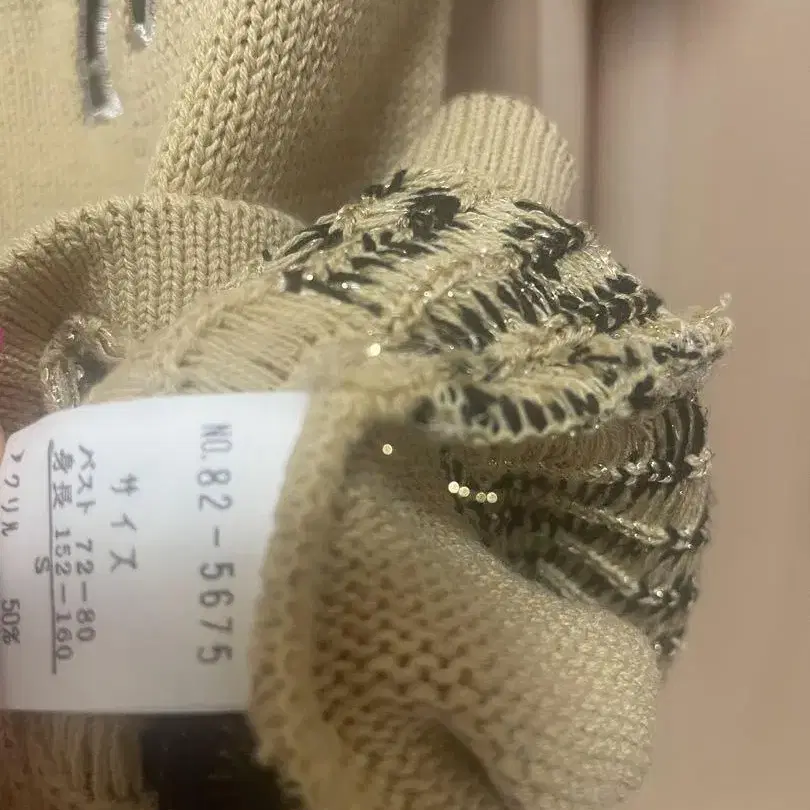 NO.82-5675
サイズ
バスト 72-80
身長 152-160
S
アクリル 50%